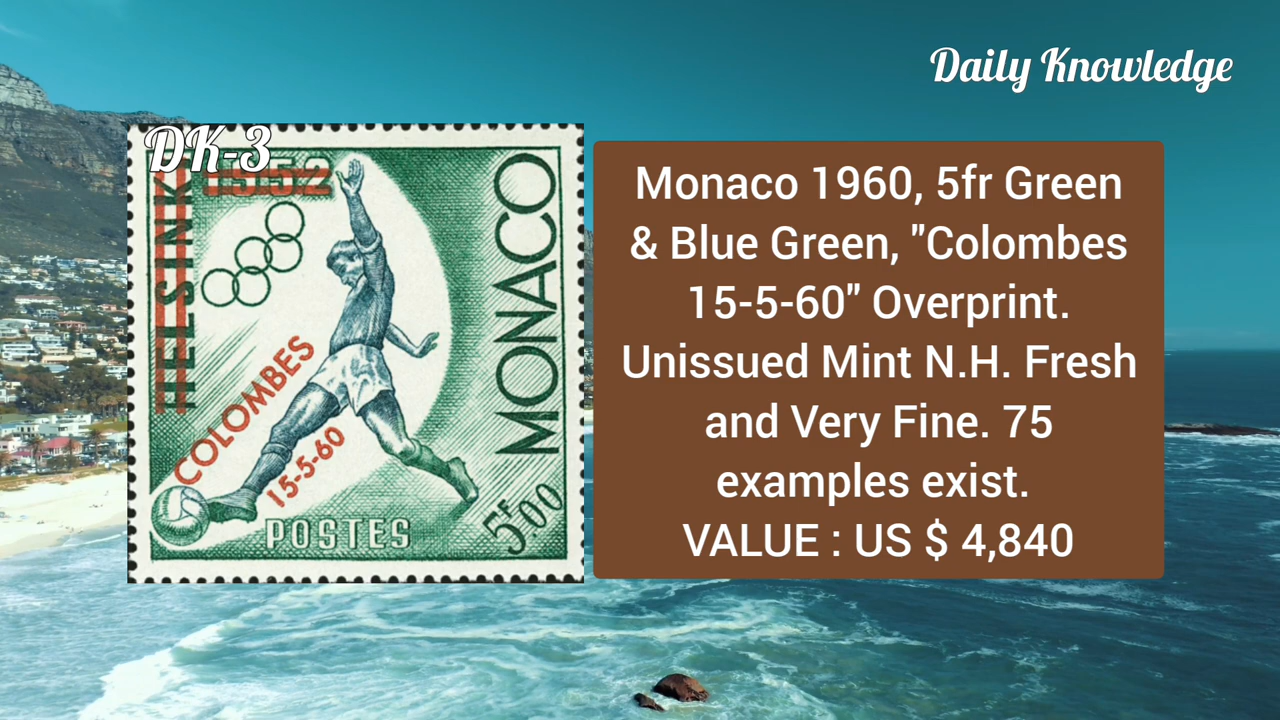 Daily Knowledge
DK-3
1952
HELSINKI
MONACO
COLOMBES
15-5-60
POSTES
5F.00
Monaco 1960, 5fr Green
& Blue Green, "Colombes
15-5-60" Overprint.
Unissued Mint N.H. Fresh
and Very Fine. 75
examples exist.
VALUE : US $ 4,840